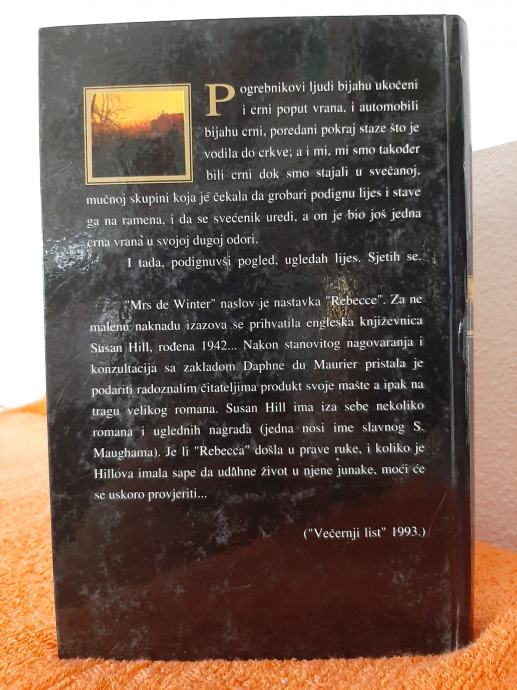 Pogrebnikovi ljudi bijahu ukočeni
i crni poput vrana, i automobili
bijahu crni, poredani pokraj staze što je
vodila do crkve; a i mi, mi smo također
bili crni dok smo stajali u svečanoj,
mučnoj skupini koja je čekala da grobari podignu lijes i stave
ga na ramena, i da se svećenik uredi, a on je bio još jedna
crna vrana u svojoj dugoj odori.
I tada, podignuvši pogled, ugledah lijes. Sjetih se.
"Mrs de Winter" naslov je nastavka "Rebecce". Za ne
malenu naknadu izazova se prihvatila engleska književnica
Susan Hill, rođena 1942... Nakon stanovitog nagovaranja i
konzultacija sa zakladom Daphne du Maurier pristala je
podariti radoznalim čitateljima produkt svoje mašte a ipak na
tragu velikog romana. Susan Hill ima iza sebe nekoliko
romana i uglednih nagrada (jedna nosi ime slavnog S.
Maughama). Je li "Rebecca" došla u prave ruke, i koliko je
Hillova imala sape da udahne život u njene junake, moći će
se uskoro provjeriti...
("Večernji list" 1993.)